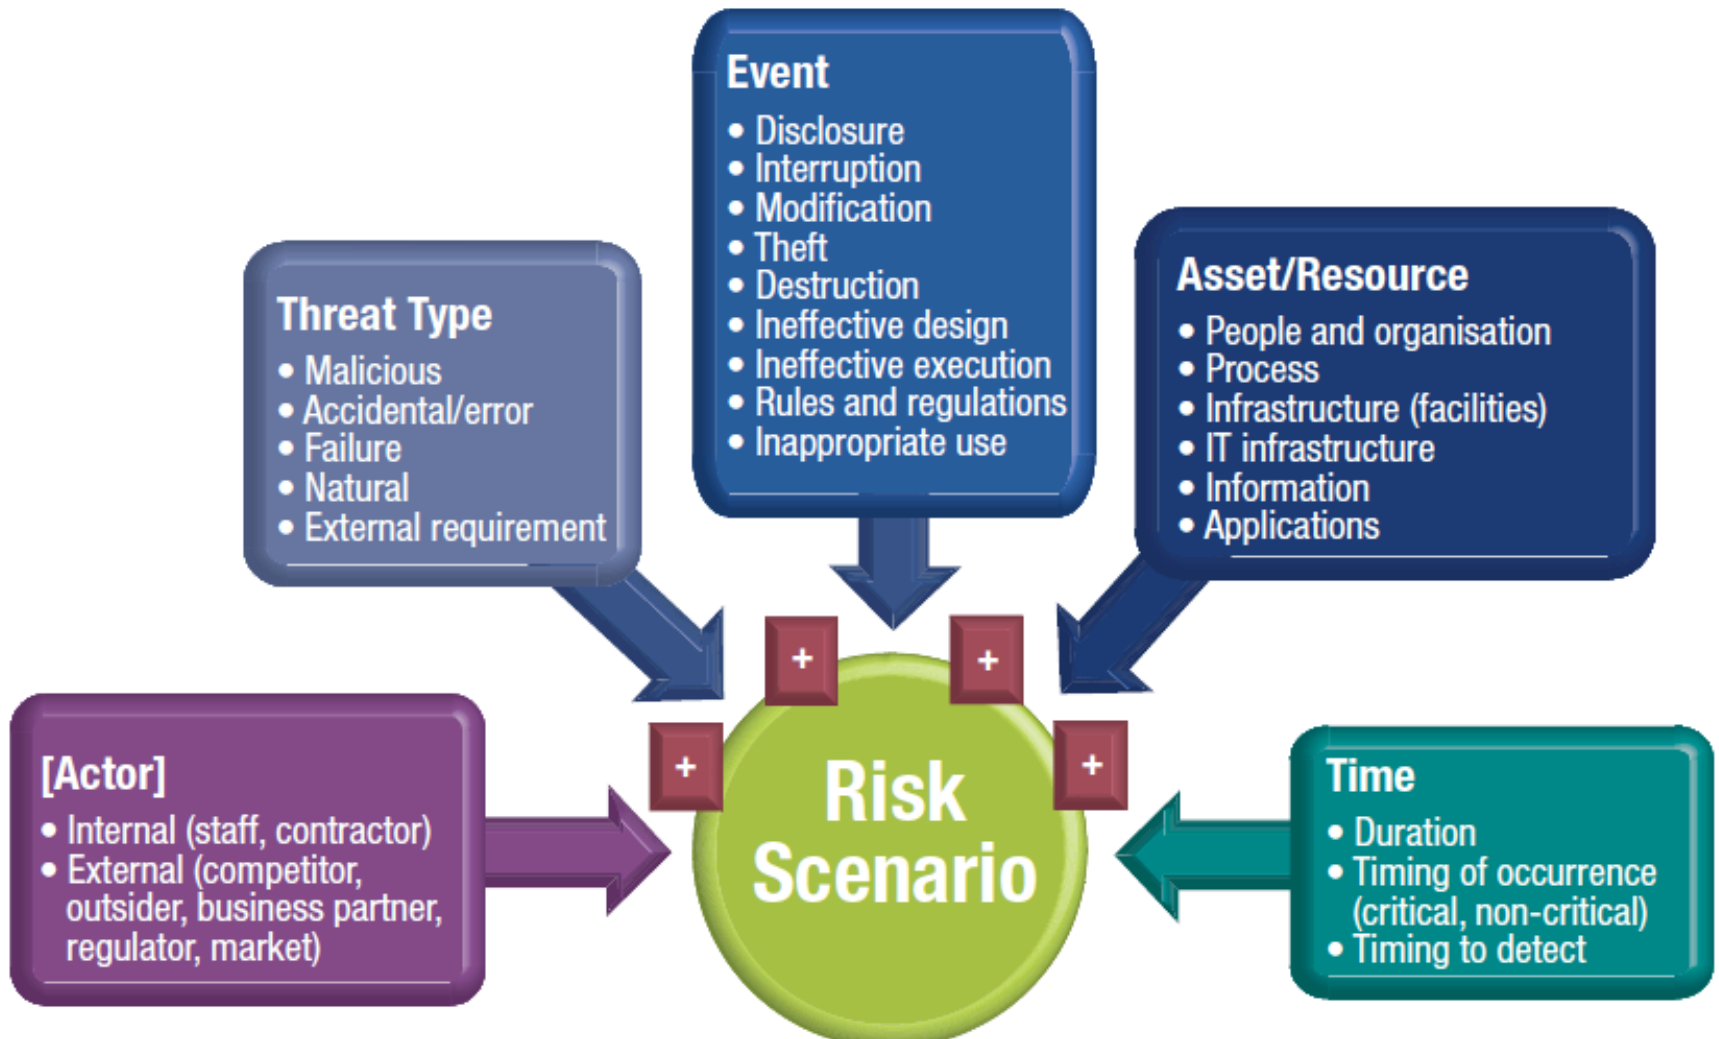 Event
• Disclosure
• Interruption
• Modification
• Theft
• Destruction
• Ineffective design
• Ineffective execution
• Rules and regulations
• Inappropriate use
Threat Type
• Malicious
• Accidental/error
• Failure
• Natural
• External requirement
Asset/Resource
• People and organisation
• Process
• Infrastructure (facilities)
• IT infrastructure
• Information
• Applications
[Actor]
• Internal (staff, contractor)
• External (competitor,
outsider, business partner,
regulator, market)
+
+
+
+
Risk
Scenario
Time
• Duration
• Timing of occurrence
(critical, non-critical)
• Timing to detect